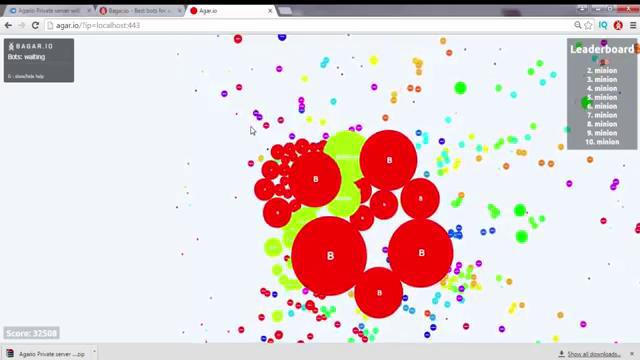 Agario Private server will
Bagar.io - Best bots for v
Agar.io
agar.io/?ip=localhost:443
BAGAR.IO
Bots: waiting
G - show/hide help
Leaderboard
2. minion
3. minion
4. minion
5. minion
6. minion
7. minion
8. minion
9. minion
10. minion
B
B
B
B
B
Score: 32508
Agario Private server ....zip
Show all downloads...